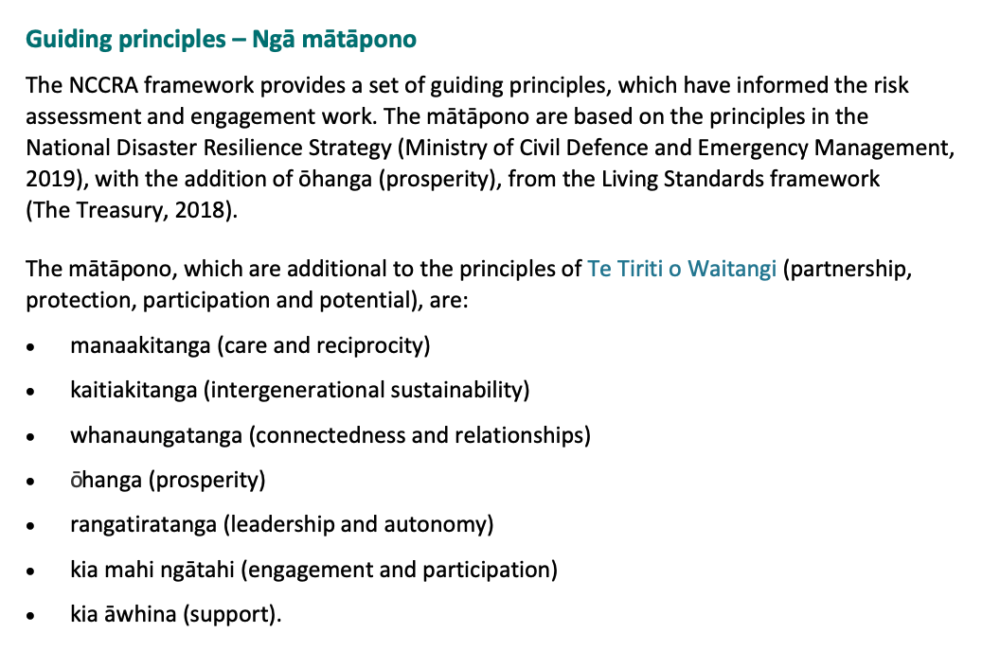 Guiding principles – Ngā mātāpono
The NCCRA framework provides a set of guiding principles, which have informed the risk
assessment and engagement work. The mātāpono are based on the principles in the
National Disaster Resilience Strategy (Ministry of Civil Defence and Emergency Management,
2019), with the addition of ōhanga (prosperity), from the Living Standards framework
(The Treasury, 2018).
The mātāpono, which are additional to the principles of Te Tiriti o Waitangi (partnership,
protection, participation and potential), are:
• manaakitanga (care and reciprocity)
• kaitiakitanga (intergenerational sustainability)
• whanaungatanga (connectedness and relationships)
• ōhanga (prosperity)
• rangatiratanga (leadership and autonomy)
• kia mahi ngātahi (engagement and participation)
• kia āwhina (support).